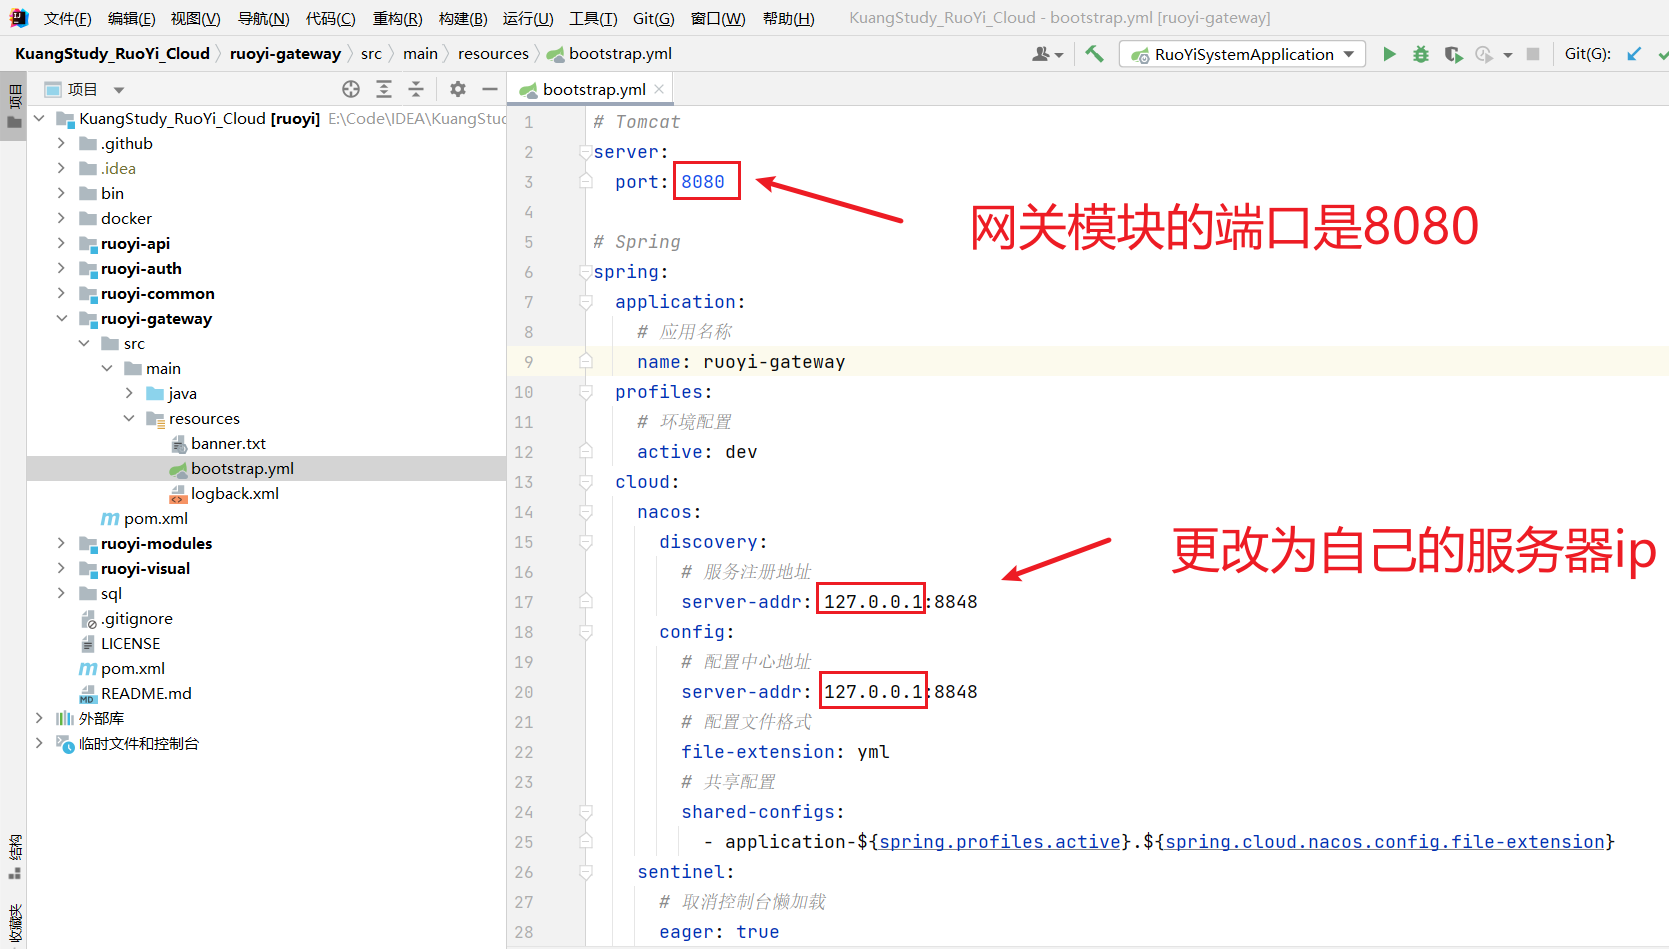 文件(F) 编辑(E) 视图(V) 导航(N) 代码(C) 重构(R) 构建(B) 运行(U) 工具(T) Git(G) 窗口(W) 帮助(H) KuangStudy_RuoYi_Cloud - bootstrap.yml [ruoyi-gateway]
KuangStudy_RuoYi_Cloud ruoyi-gateway src main resources bootstrap.yml RuoYiSystemApplication Git(G):
项目
项目
bootstrap.yml
KuangStudy_RuoYi_Cloud [ruoyi] E:\Code\IDEA\KuangStud
.github
.idea
bin
docker
ruoyi-api
ruoyi-auth
ruoyi-common
ruoyi-gateway
src
main
java
resources
banner.txt
bootstrap.yml
logback.xml
pom.xml
ruoyi-modules
ruoyi-visual
sql
.gitignore
LICENSE
pom.xml
README.md
外部库
临时文件和控制台
结构
收藏夹
1 # Tomcat
2 server:
3 port: 8080
4
5 # Spring
6 spring:
7 application:
8 # 应用名称
9 name: ruoyi-gateway
10 profiles:
11 # 环境配置
12 active: dev
13 cloud:
14 nacos:
15 discovery:
16 # 服务注册地址
17 server-addr: 127.0.0.1:8848
18 config:
19 # 配置中心地址
20 server-addr: 127.0.0.1:8848
21 # 配置文件格式
22 file-extension: yml
23 # 共享配置
24 shared-configs:
25 - application-${spring.profiles.active}.${spring.cloud.nacos.config.file-extension}
26 sentinel:
27 # 取消控制台懒加载
28 eager: true
网关模块的端口是8080
更改为自己的服务器ip